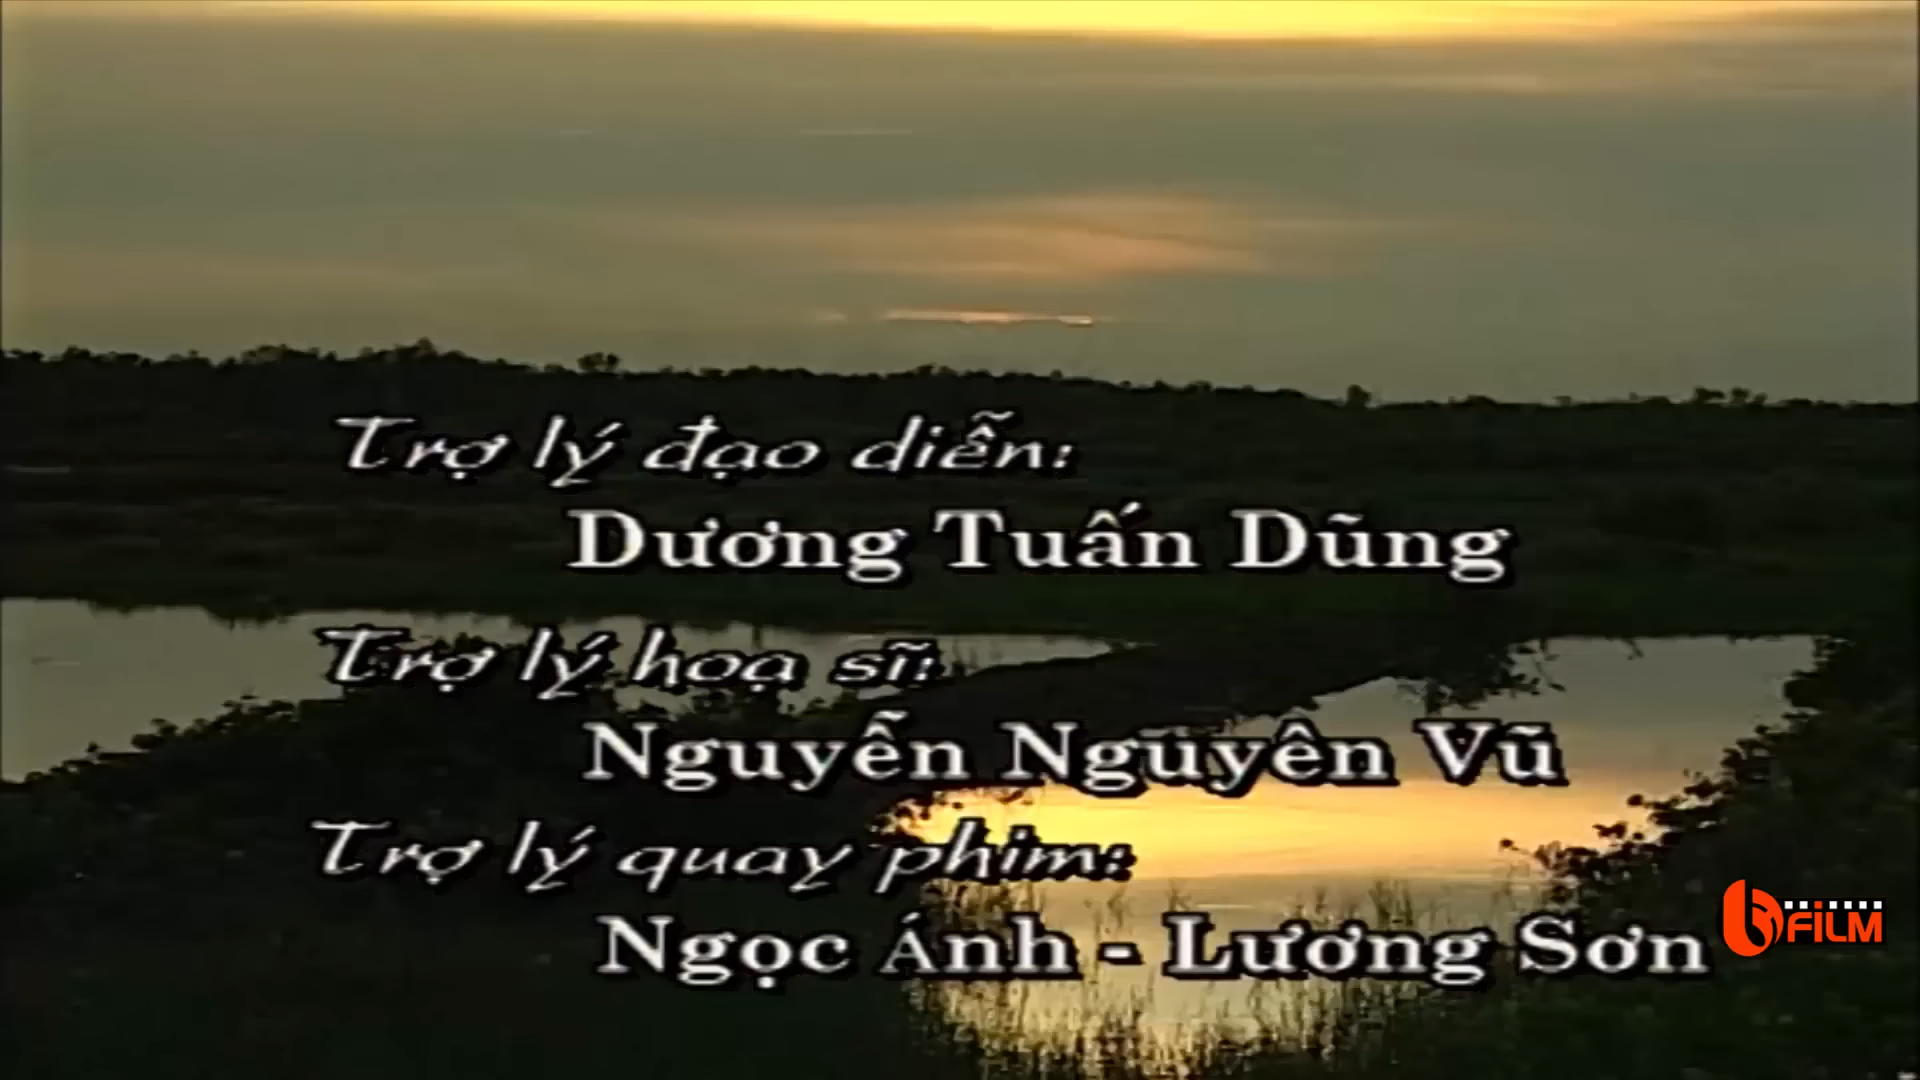 Trợ lý đạo diễn:
Dương Tuấn Dũng
Trợ lý hoạ sĩ:
Nguyễn Nguyên Vũ
Trợ lý quay phim:
Ngọc Ánh - Lương Sơn
FiLM